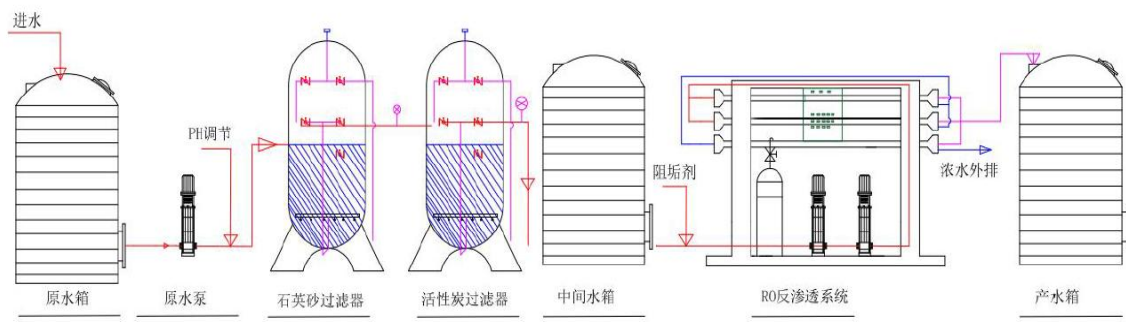 进水
PH调节
阻垢剂
浓水外排
原水箱
原水泵
石英砂过滤器
活性炭过滤器
中间水箱
RO反渗透系统
产水箱